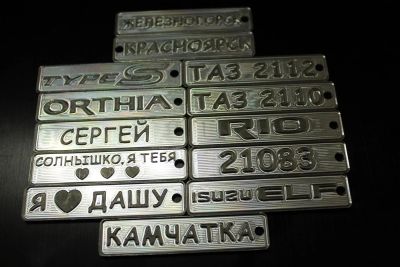 ЖЕЛЕЗНОГОРСК
КРАСНОЯРСК
TYPE S
ТАЗ 2112
ORTHIA
ТАЗ 2110
СЕРГЕЙ
RIO
СОЛНЫШКО, Я ТЕБЯ
21083
Я ♥ ДАШУ
ISUZU ELF
КАМЧАТКА